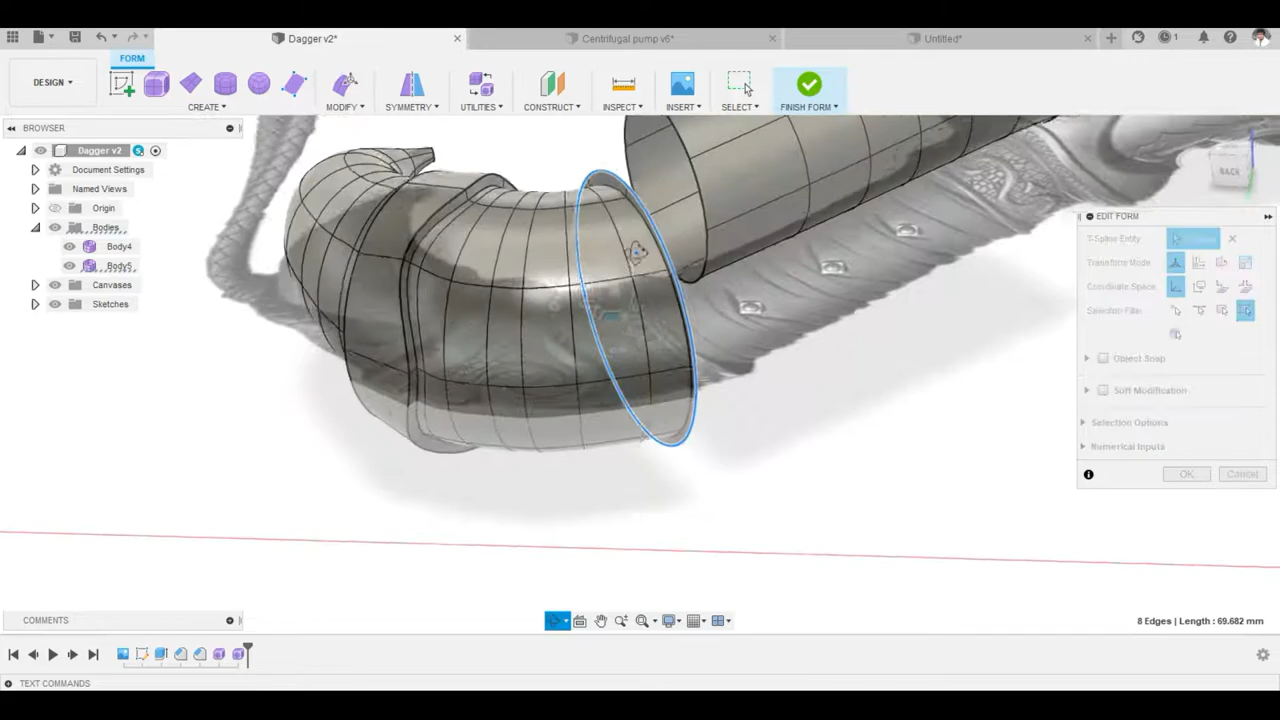 Dagger v2*
Centrifugal pump v6*
Untitled*
FORM
DESIGN
CREATE
MODIFY
SYMMETRY
UTILITIES
CONSTRUCT
INSPECT
INSERT
SELECT
FINISH FORM
BROWSER
Dagger v2
Document Settings
Named Views
Origin
Bodies
Body4
Body5
Canvases
Sketches
BACK
EDIT FORM
T-Spline Entity
Transform Mode
Coordinate Space
Selection Filter
Object Snap
Soft Modification
Selection Options
Numerical Inputs
OK
Cancel
COMMENTS
8 Edges | Length : 69.682 mm
TEXT COMMANDS